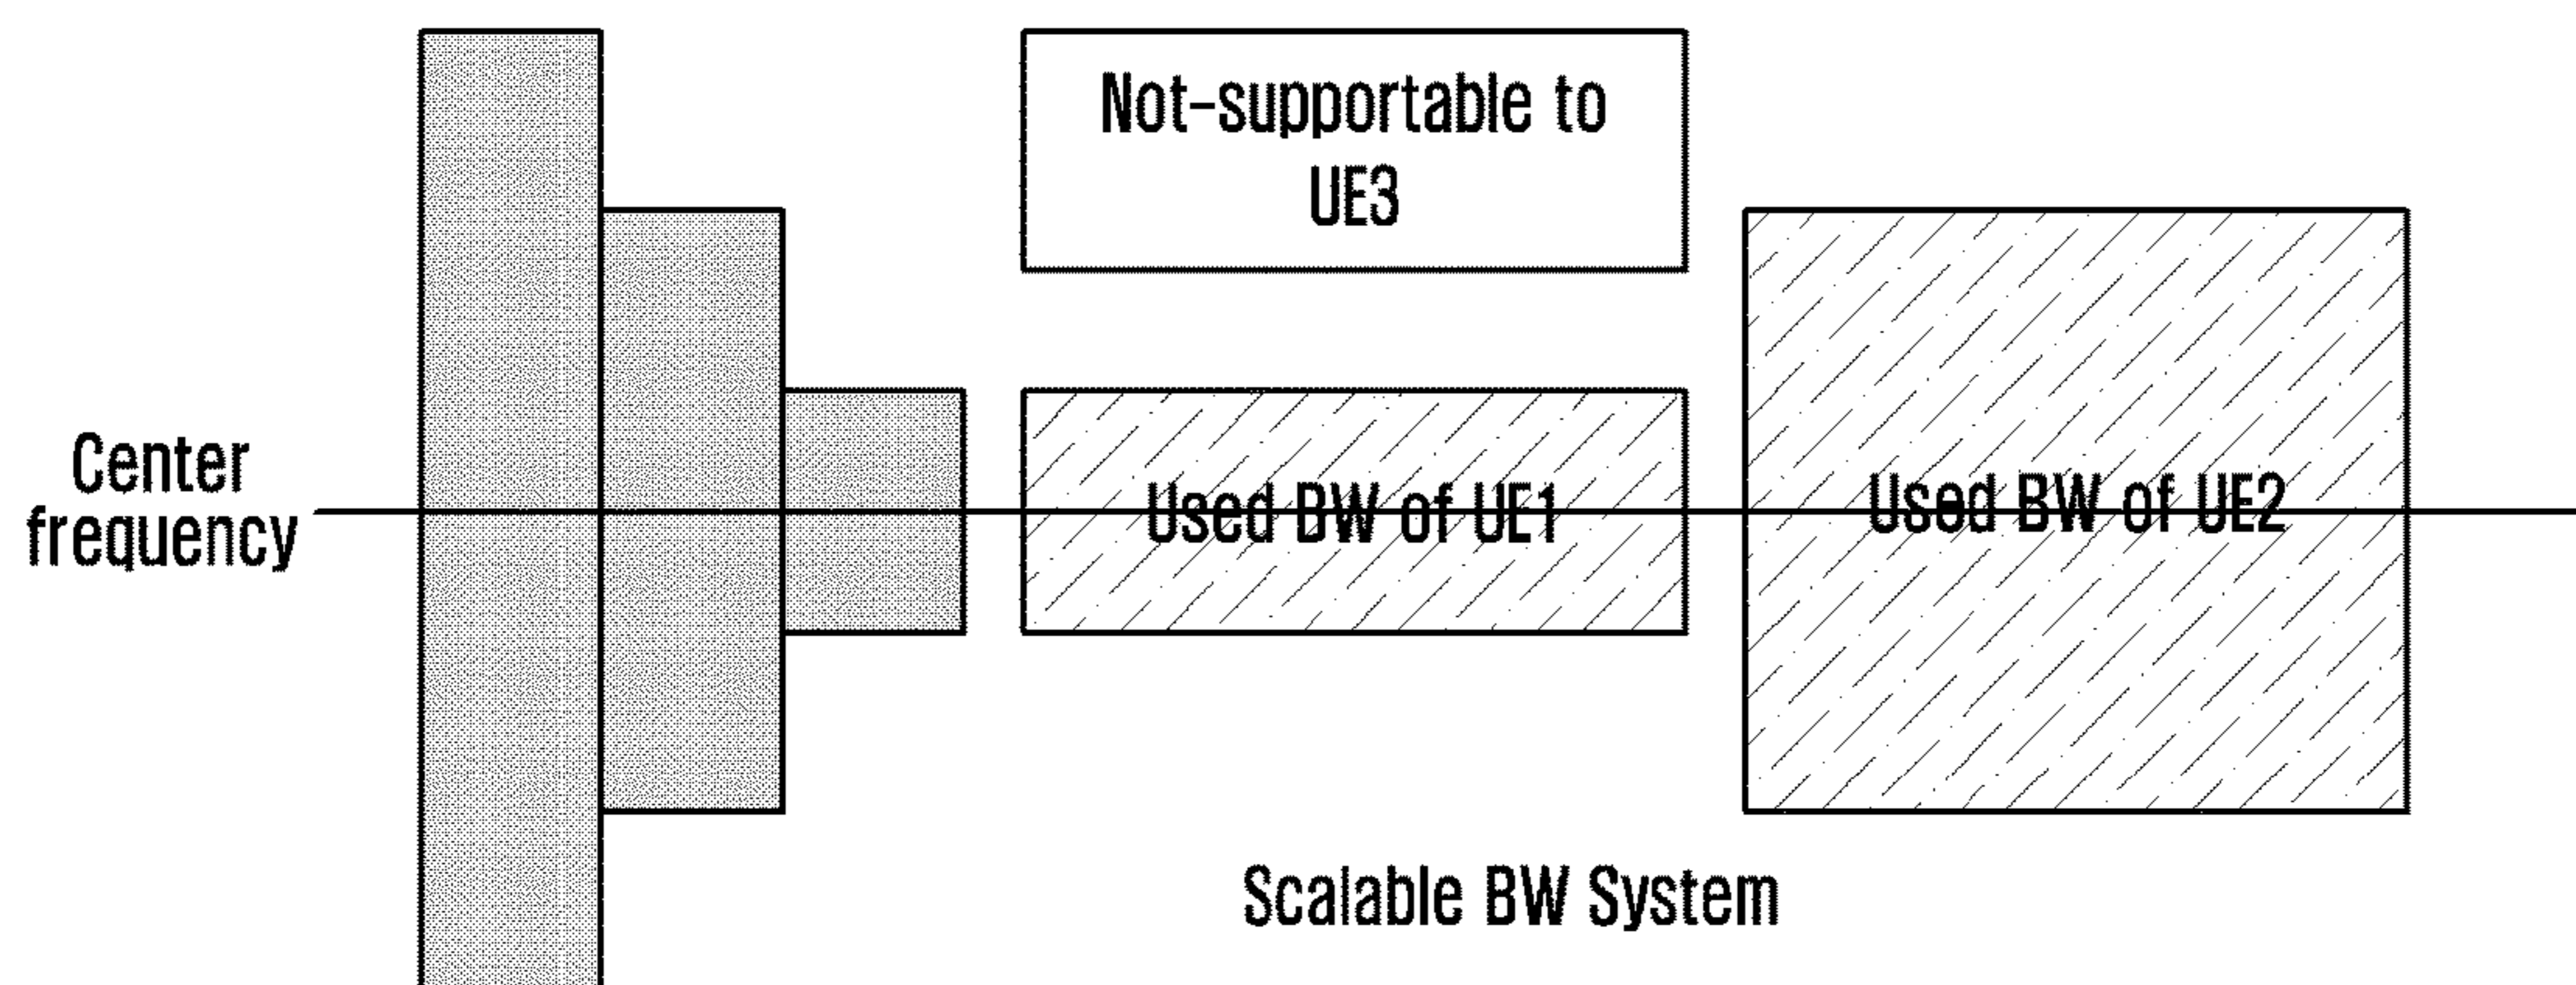 Not-supportable to
UE3
Center
frequency
Used BW of UE1
Used BW of UE2
Scalable BW System